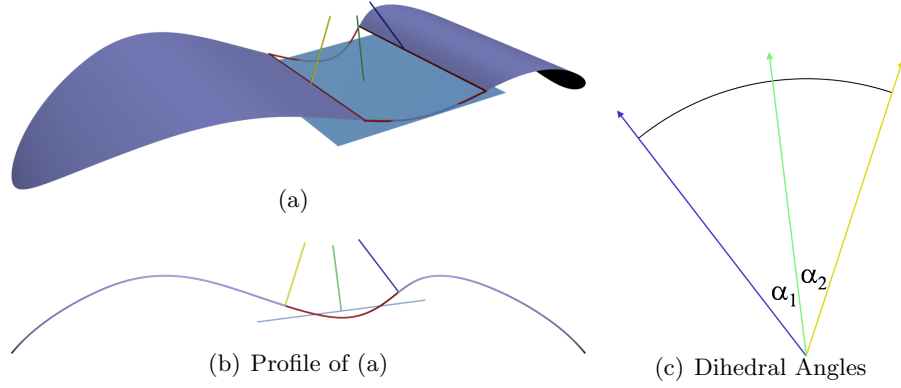 (a)
α1 α2
(b) Profile of (a)
(c) Dihedral Angles